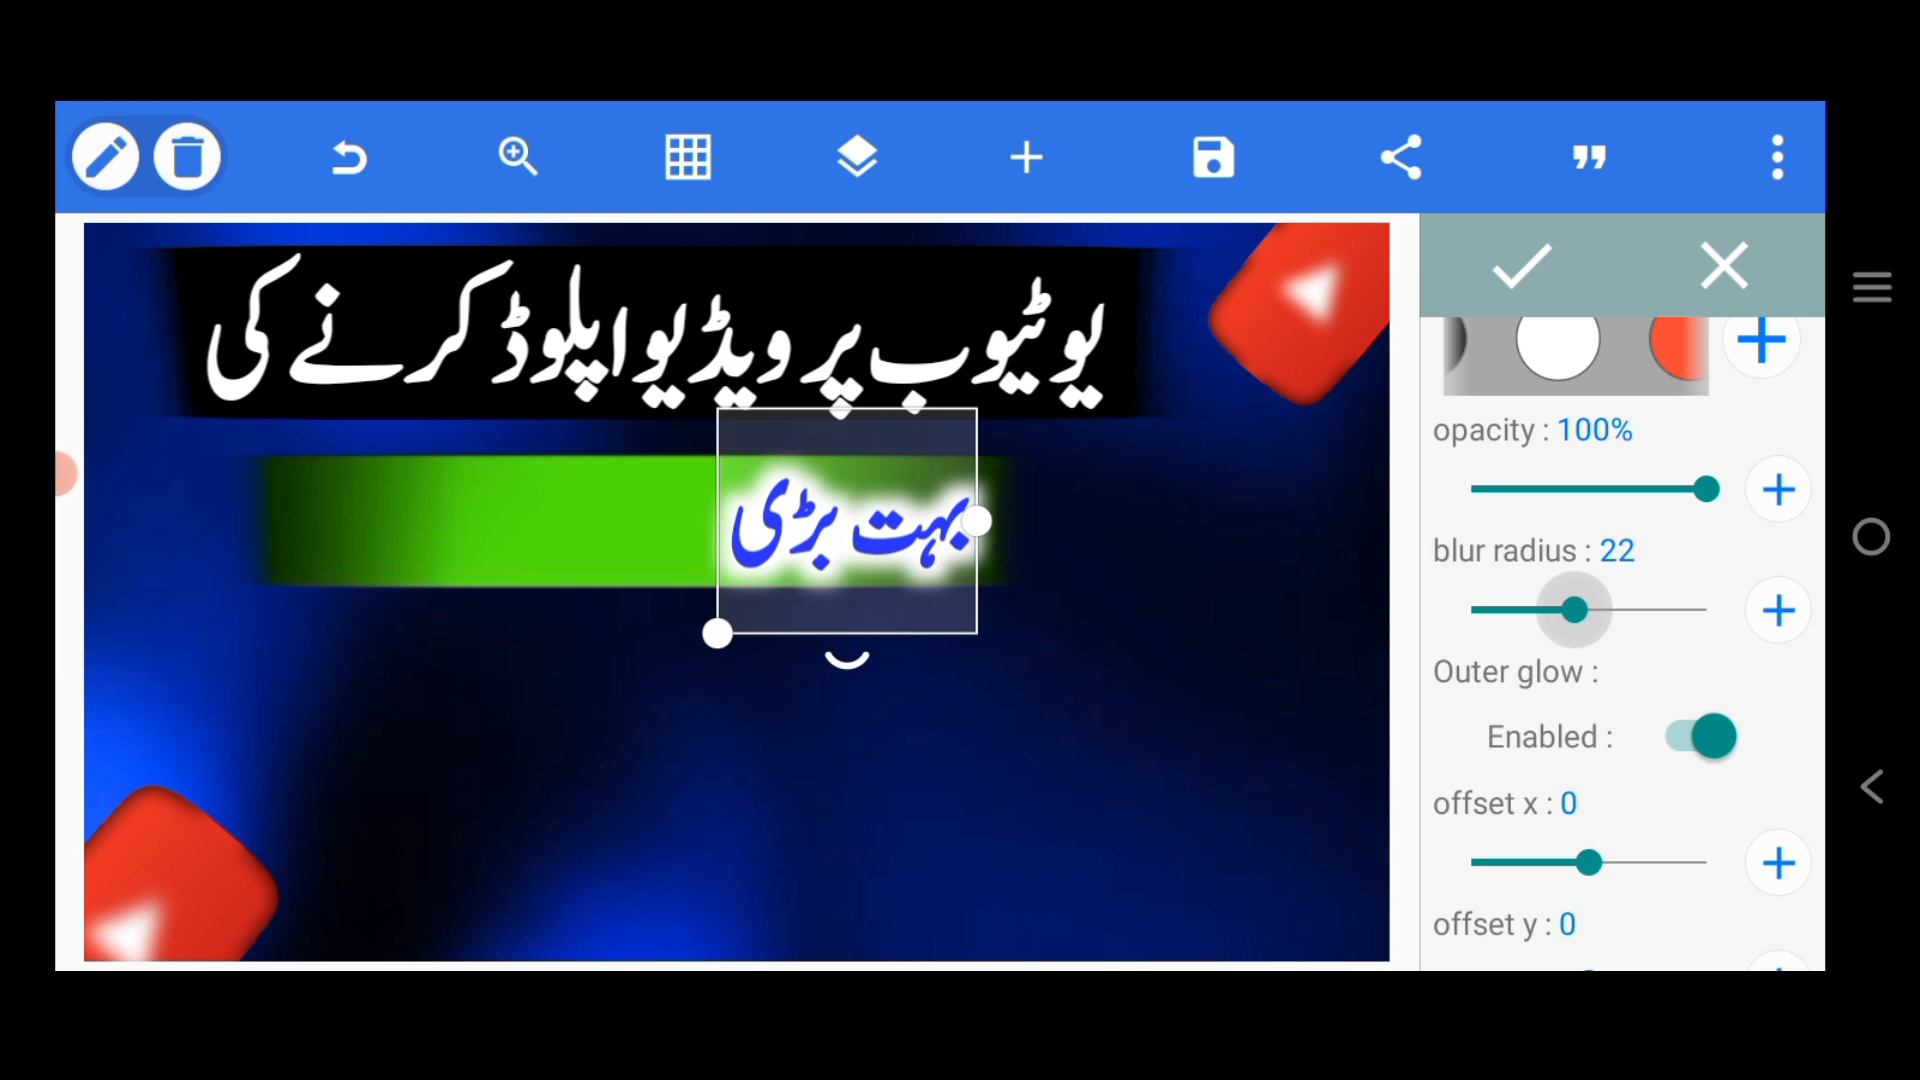 یوٹیوب پر ویڈیو اپلوڈ کرنے کی
بہت بڑی
opacity : 100%
blur radius : 22
Outer glow :
Enabled :
offset x : 0
offset y : 0